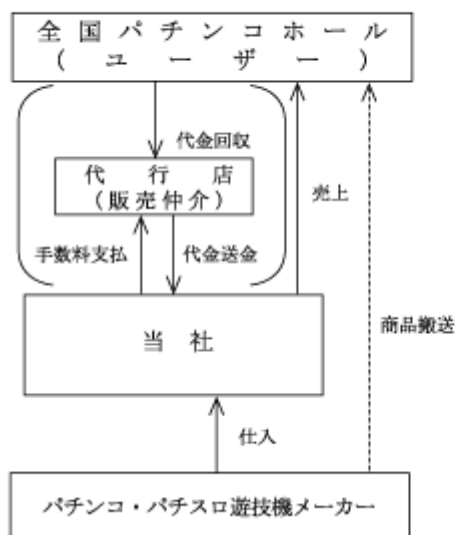 全国パチンコホール
(ユーザー)
代金回収
代行店
(販売仲介)
売上
手数料支払
代金送金
商品搬送
当社
仕入
パチンコ・パチスロ遊技機メーカー